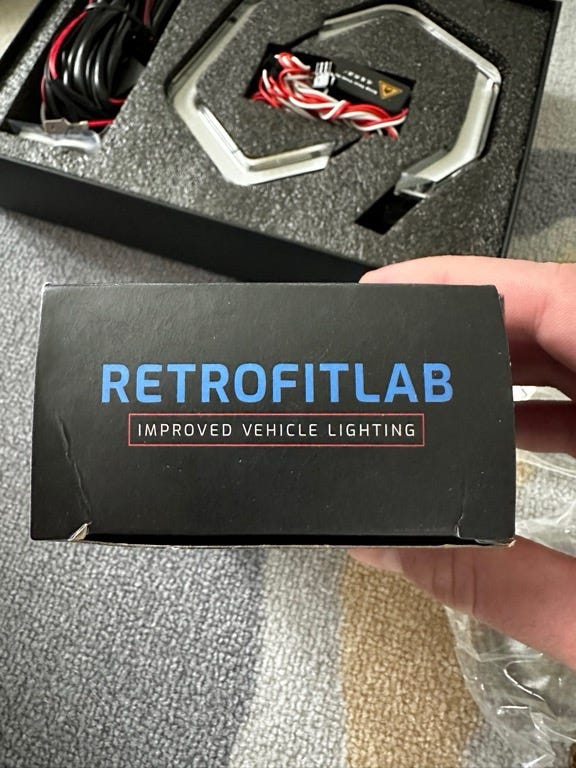 RETROFITLAB
IMPROVED VEHICLE LIGHTING